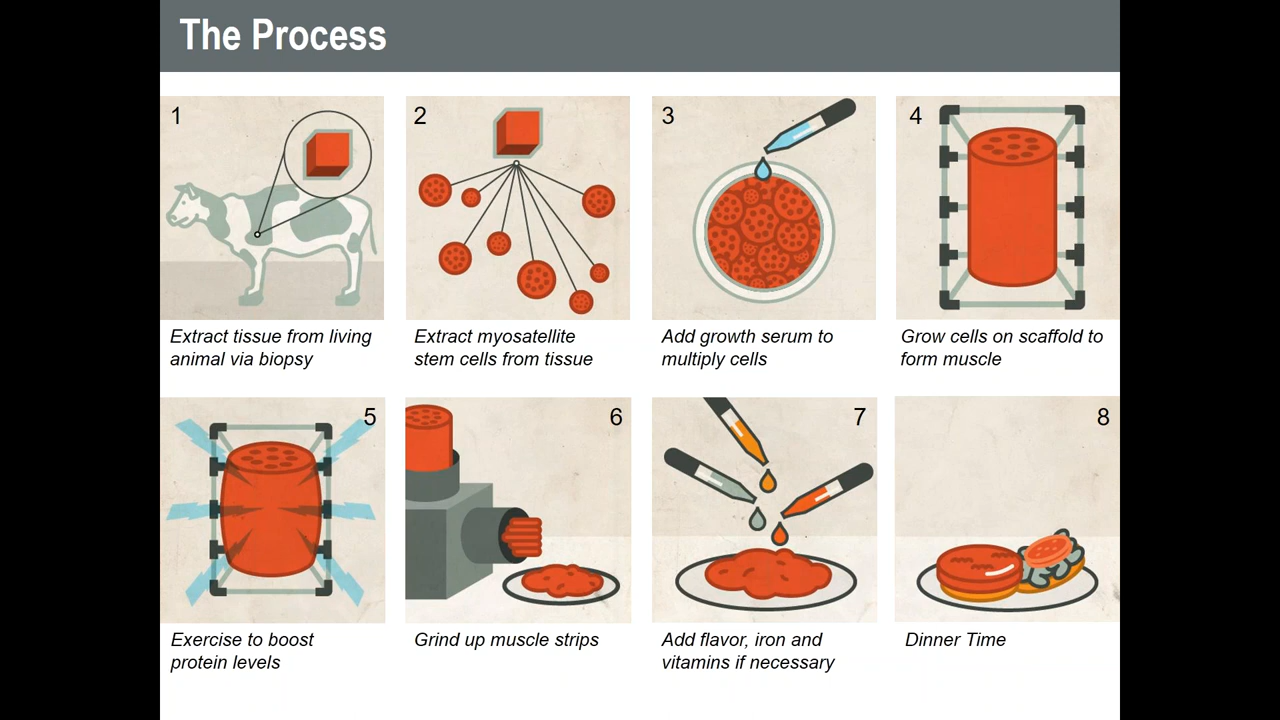 The Process
1
Extract tissue from living
animal via biopsy
2
Extract myosatellite
stem cells from tissue
3
Add growth serum to
multiply cells
4
Grow cells on scaffold to
form muscle
5
Exercise to boost
protein levels
6
Grind up muscle strips
7
Add flavor, iron and
vitamins if necessary
8
Dinner Time